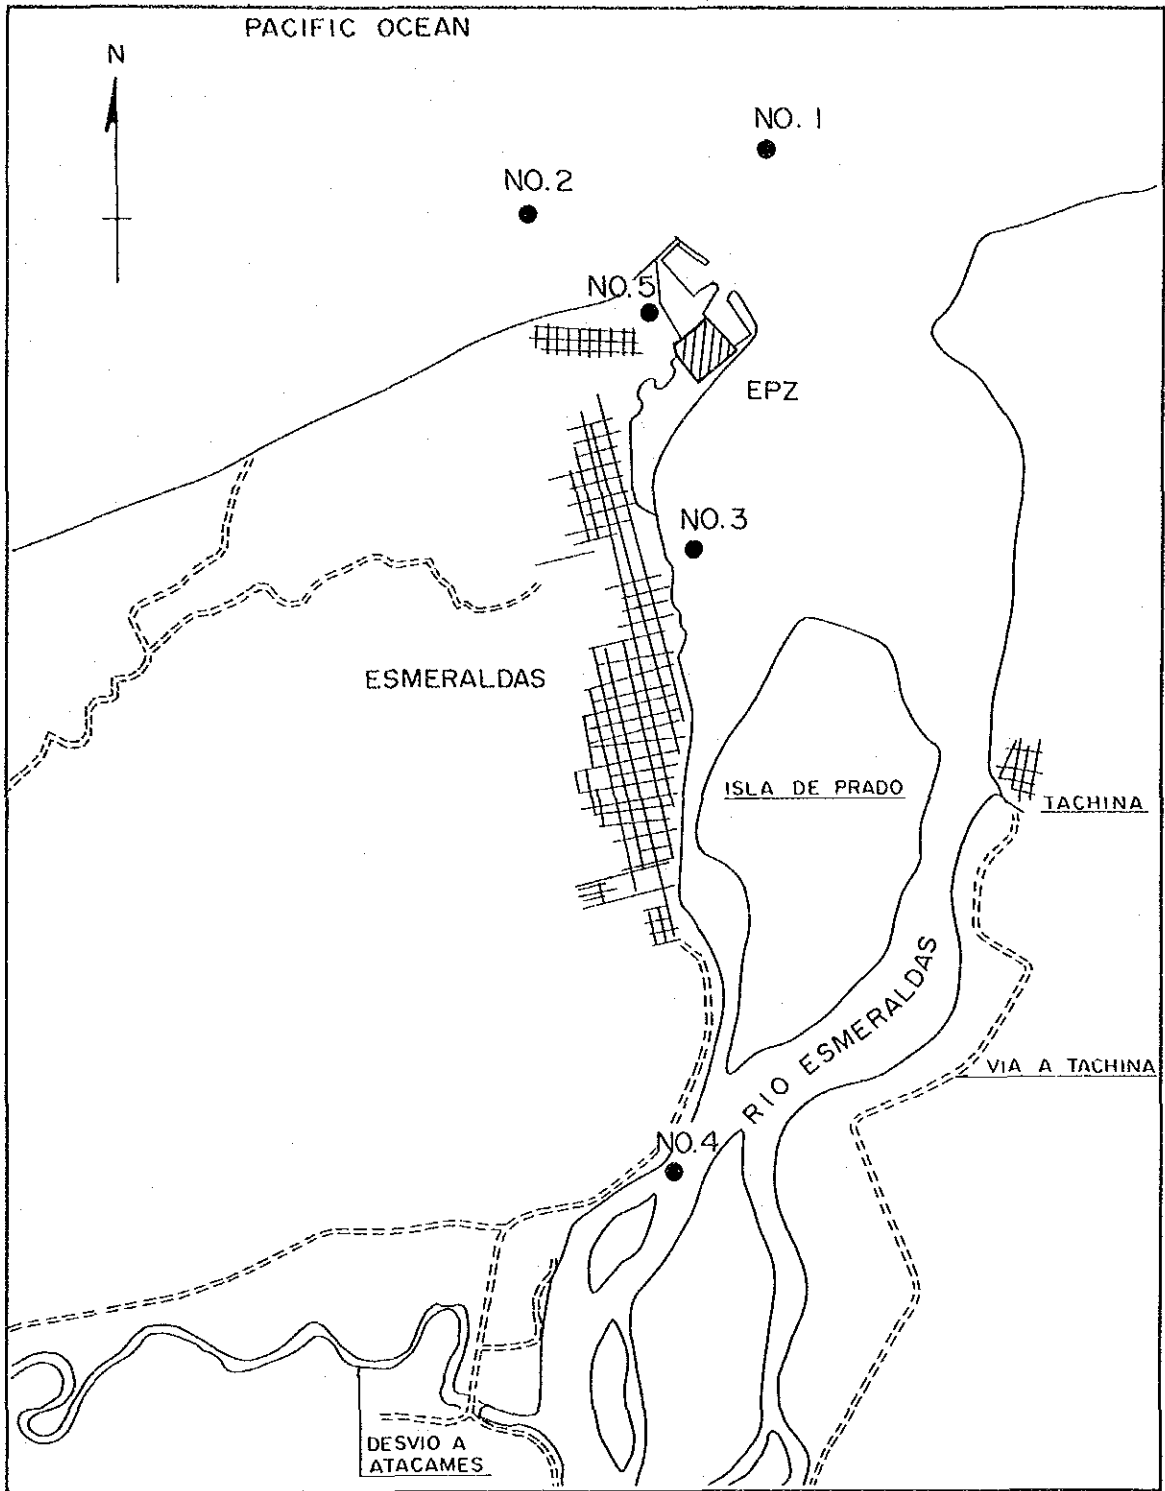 PACIFIC OCEAN
N
NO. 1
NO. 2
NO. 5
EPZ
NO. 3
ESMERALDAS
ISLA DE PRADO
TACHINA
RIO ESMERALDAS
VIA A TACHINA
NO. 4
DESVIO A
ATACAMES